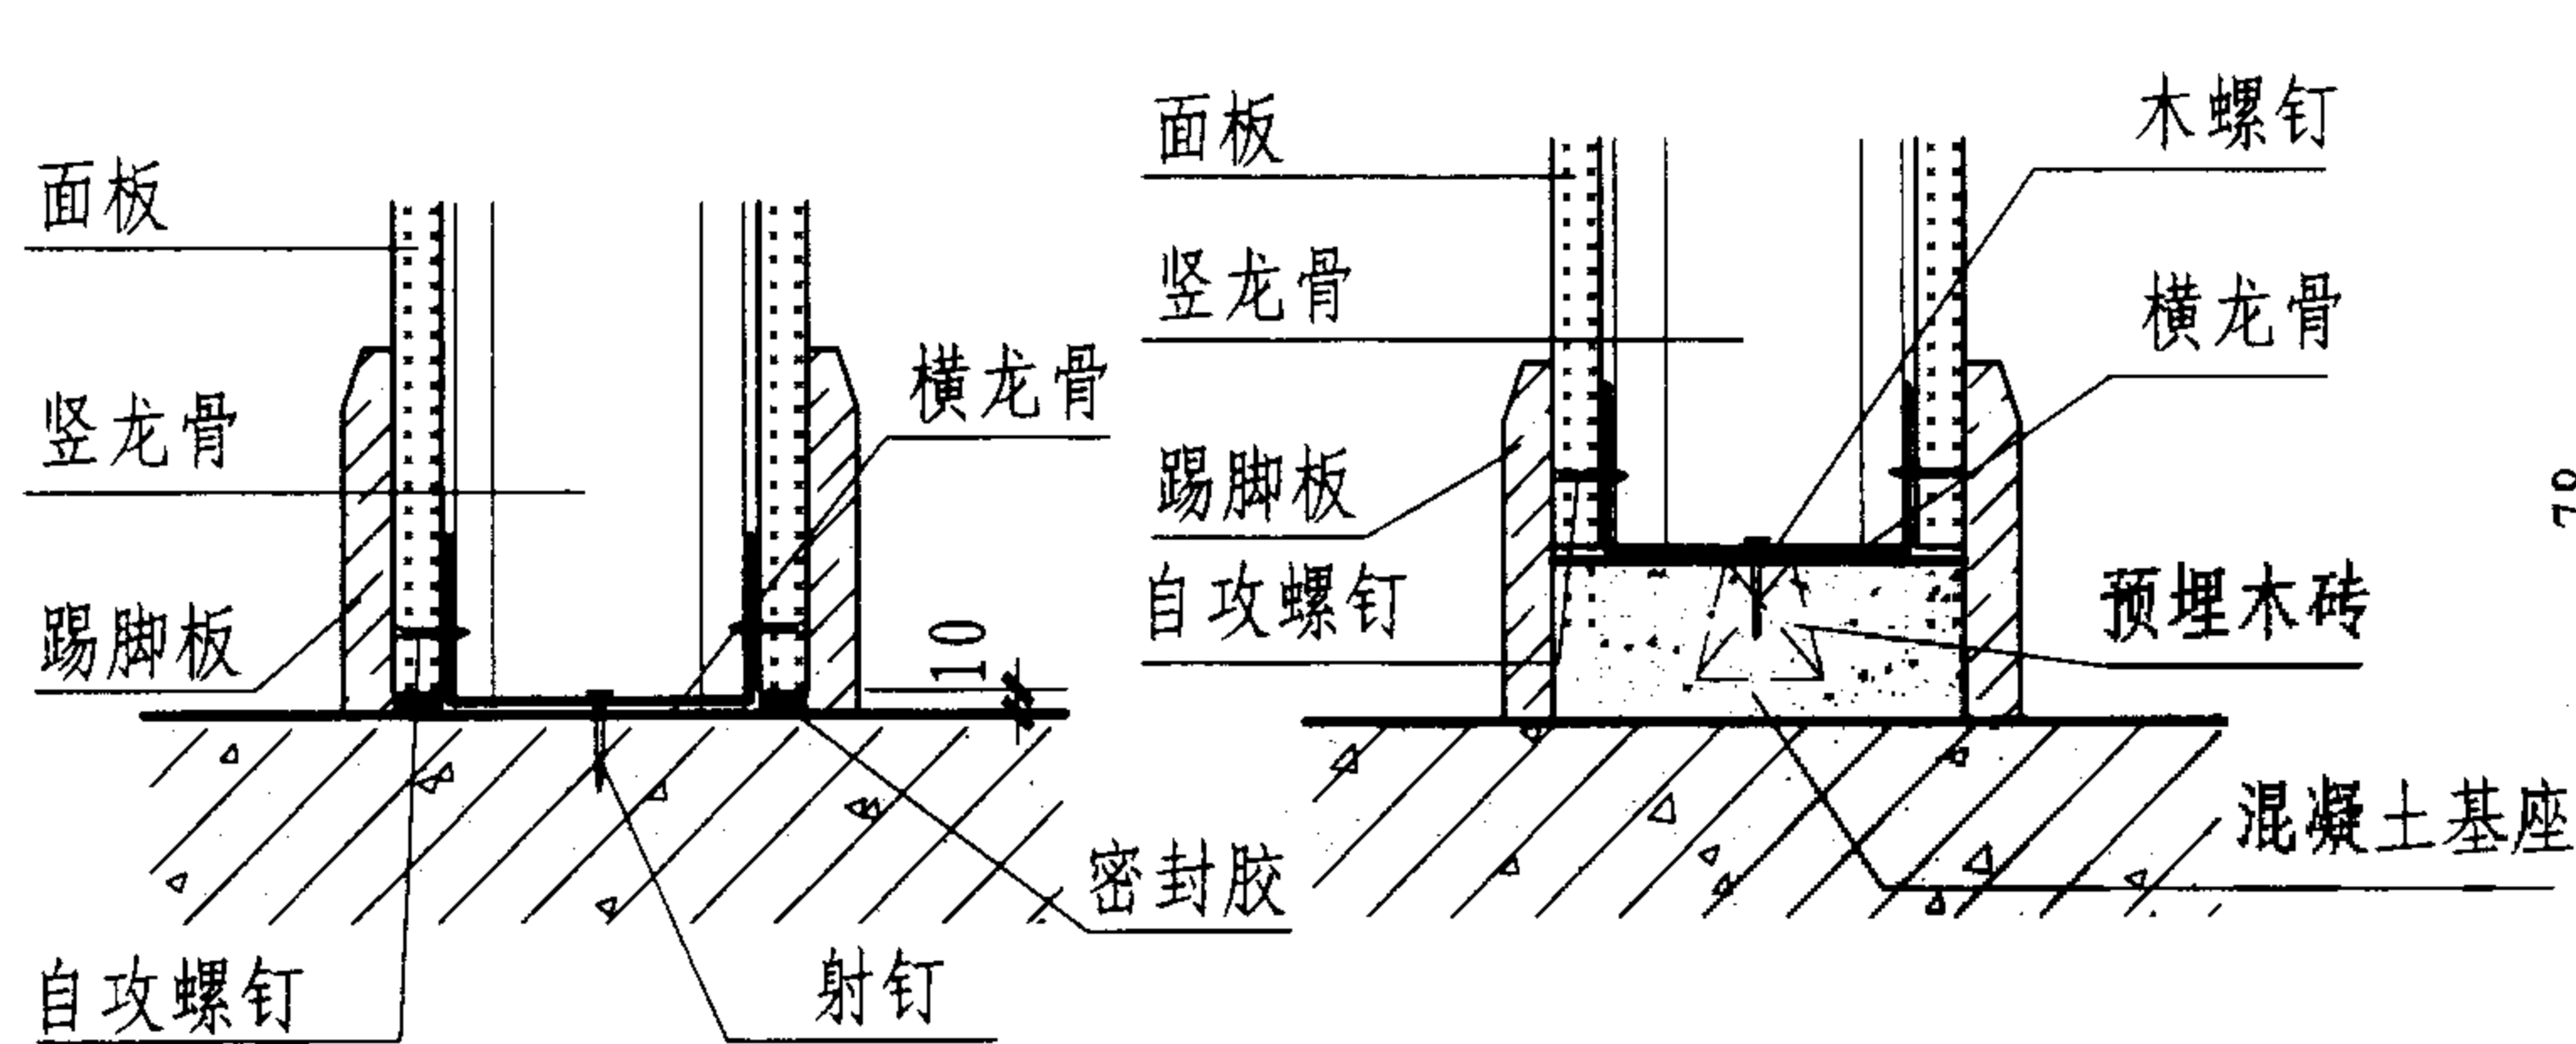 面板
竖龙骨
踢脚板
自攻螺钉
横龙骨
10
密封胶
射钉
面板
竖龙骨
踢脚板
自攻螺钉
木螺钉
横龙骨
预埋木砖
混凝土基座